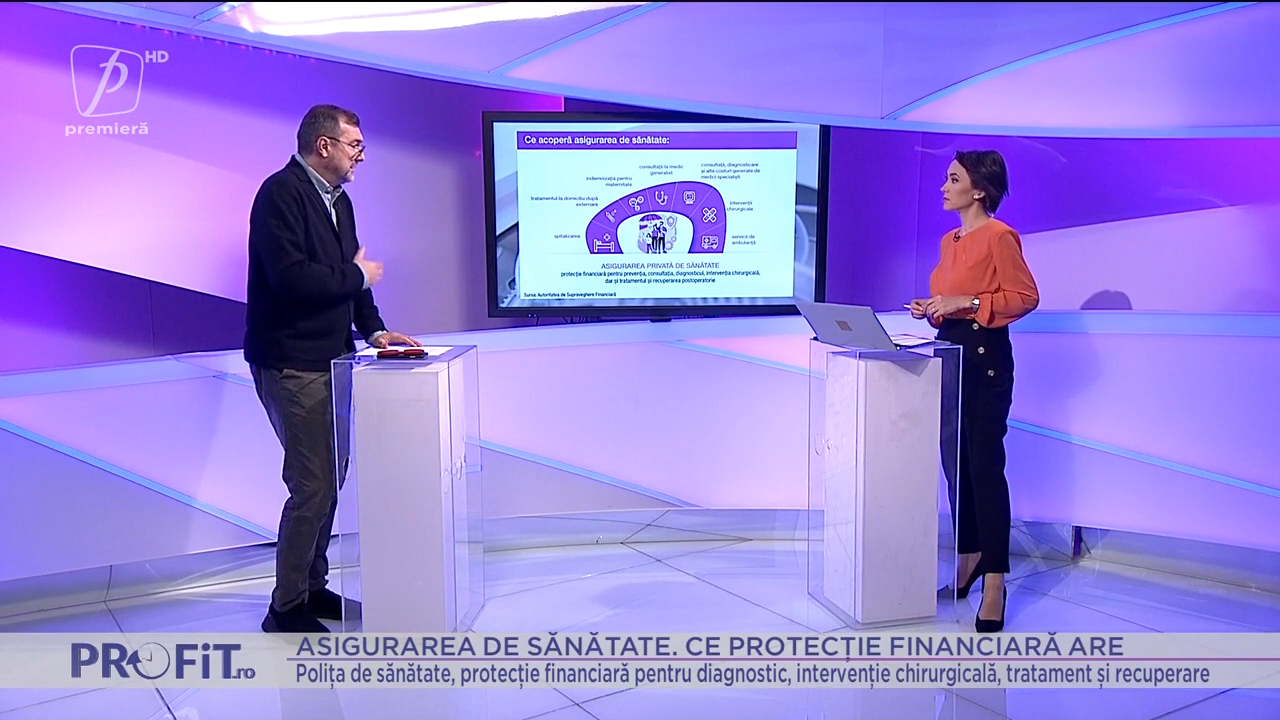 HD
premieră
Ce acoperă asigurarea de sănătate:
consultații la medic
generalist
consultații, diagnosticare
și alte costuri generate de
medici specialiști
indemnizația pentru
maternitate
tratamentul la domiciliu după
externare
intervenții
chirurgicale
spitalizarea
servicii de
ambulanță
ASIGURAREA PRIVATĂ DE SĂNĂTATE
protecție financiară pentru prevenția, consultația, diagnosticul, intervenția chirurgicală,
dar și tratamentul și recuperarea postoperatorie
Sursa: Autoritatea de Supraveghere Financiară
PROFiT.ro
ASIGURAREA DE SĂNĂTATE. CE PROTECȚIE FINANCIARĂ ARE
Polița de sănătate, protecție financiară pentru diagnostic, intervenție chirurgicală, tratament și recuperare